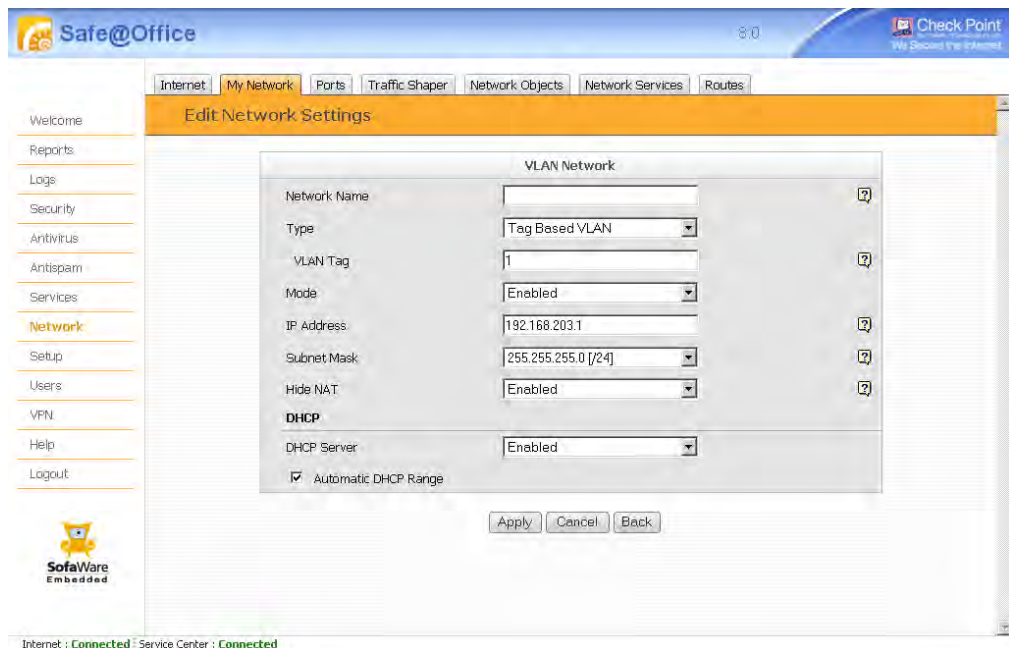 Safe@Office
8.0
Check Point
We Secure the Internet
Internet My Network Ports Traffic Shaper Network Objects Network Services Routes
Edit Network Settings
Welcome
Reports
Logs
Security
Antivirus
Antispam
Services
Network
Setup
Users
VPN
Help
Logout
VLAN Network
Network Name
Type Tag Based VLAN
VLAN Tag 1
Mode Enabled
IP Address 192.168.203.1
Subnet Mask 255.255.255.0 [/24]
Hide NAT Enabled
DHCP
DHCP Server Enabled
Automatic DHCP Range
Apply Cancel Back
SofaWare
Embedded
Internet : Connected Service Center : Connected